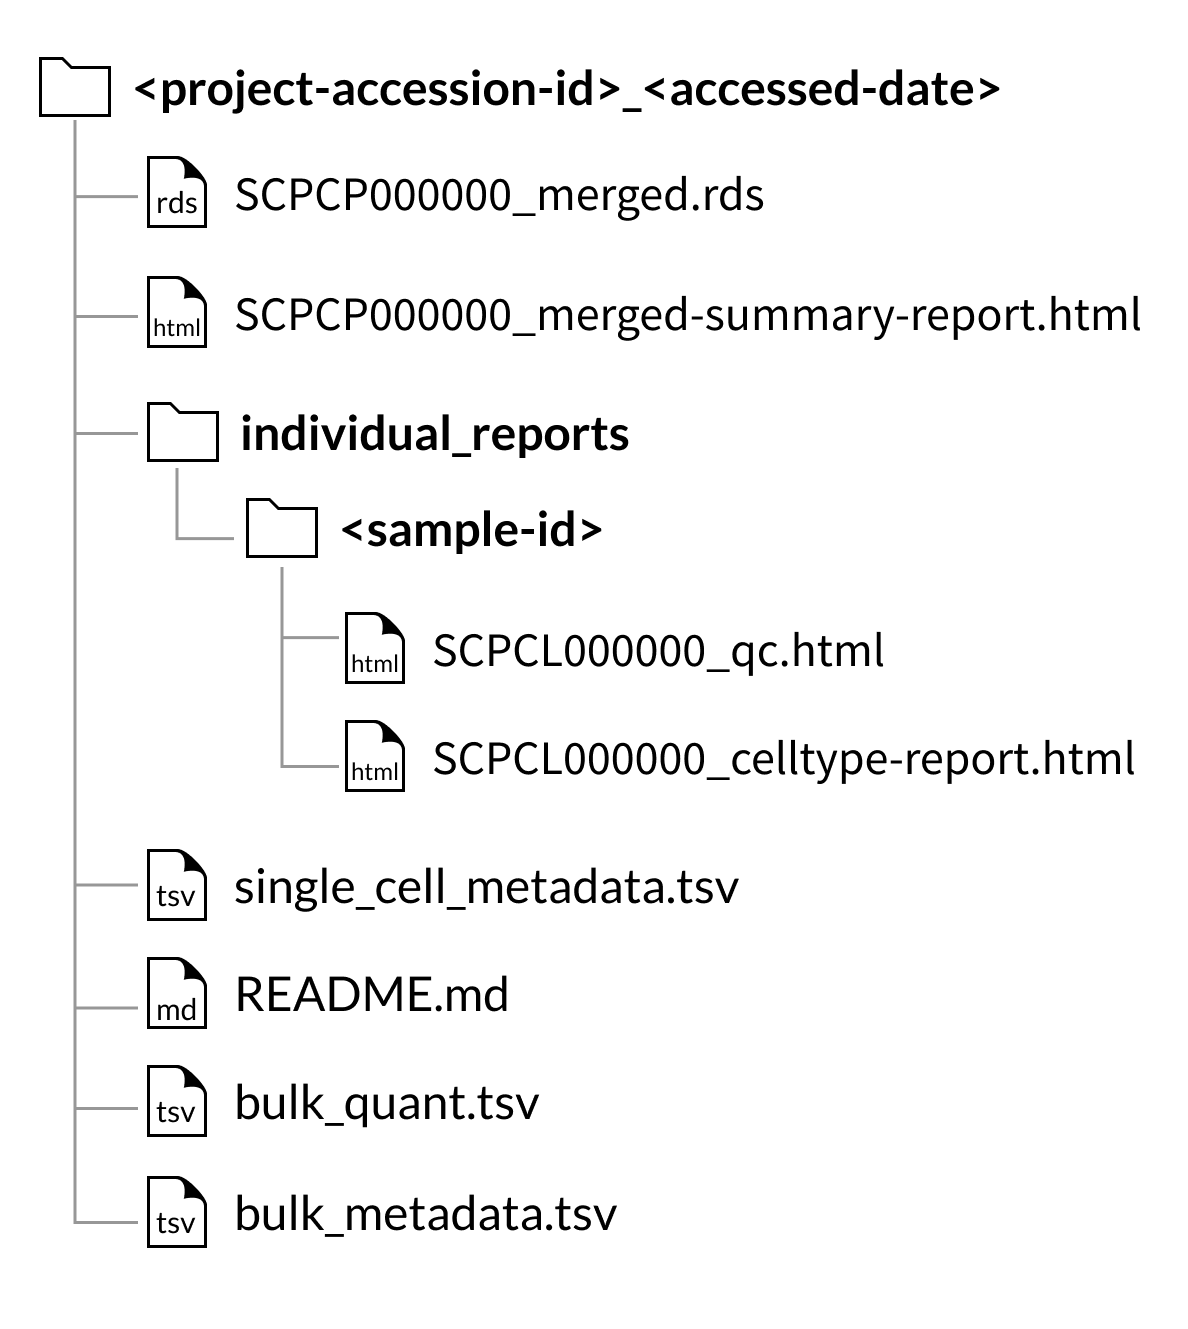 <project-accession-id>_<accessed-date>
rds SCPCP000000_merged.rds
html SCPCP000000_merged-summary-report.html
individual_reports
<sample-id>
html SCPCL000000_qc.html
html SCPCL000000_celltype-report.html
tsv single_cell_metadata.tsv
md README.md
tsv bulk_quant.tsv
tsv bulk_metadata.tsv